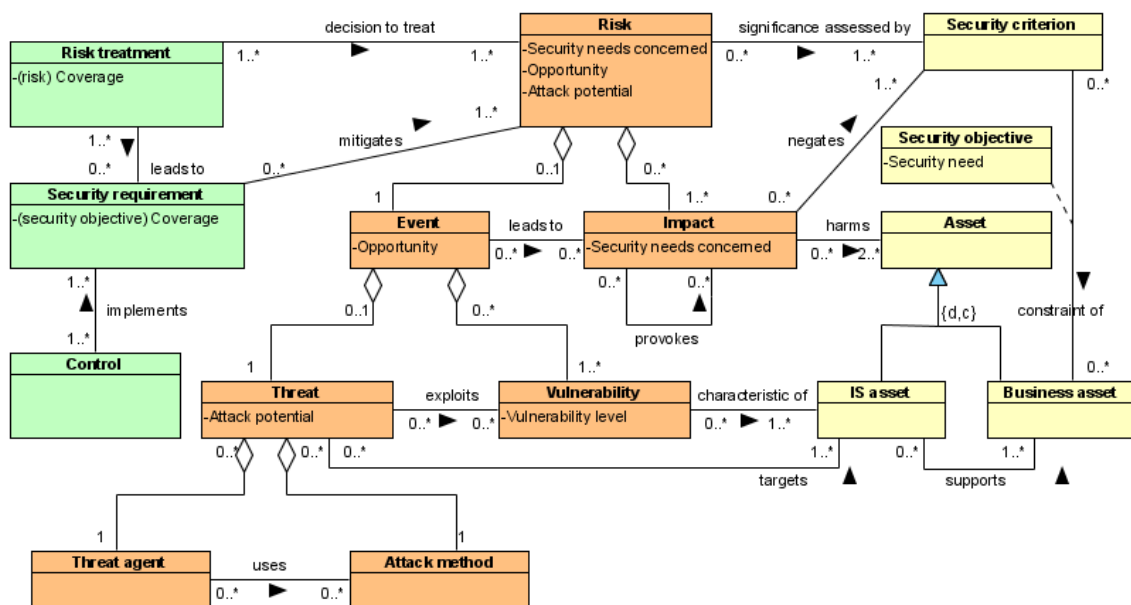 decision to treat
Risk
significance assessed by
Security criterion
Risk treatment
-(risk) Coverage
1..*
1..*
-Security needs concerned
-Opportunity
-Attack potential
0..*
1..*
1..*
0..*
1..*
mitigates
1..*
negates
Security objective
-Security need
0..*
leads to
0..*
0..1
0..*
Security requirement
-(security objective) Coverage
1
1..*
0..*
Event
-Opportunity
leads to
Impact
-Security needs concerned
harms
Asset
0..*
0..*
0..*
2..*
1..*
0..*
0..*
implements
0..1
0..*
{d,c}
constraint of
provokes
1..*
Control
1
1..*
0..*
Threat
-Attack potential
exploits
Vulnerability
-Vulnerability level
characteristic of
IS asset
Business asset
0..*
0..*
0..*
1..*
0..*
0..*
0..*
1..*
0..*
1..*
targets
supports
1
1
Threat agent
uses
Attack method
0..*
0..*